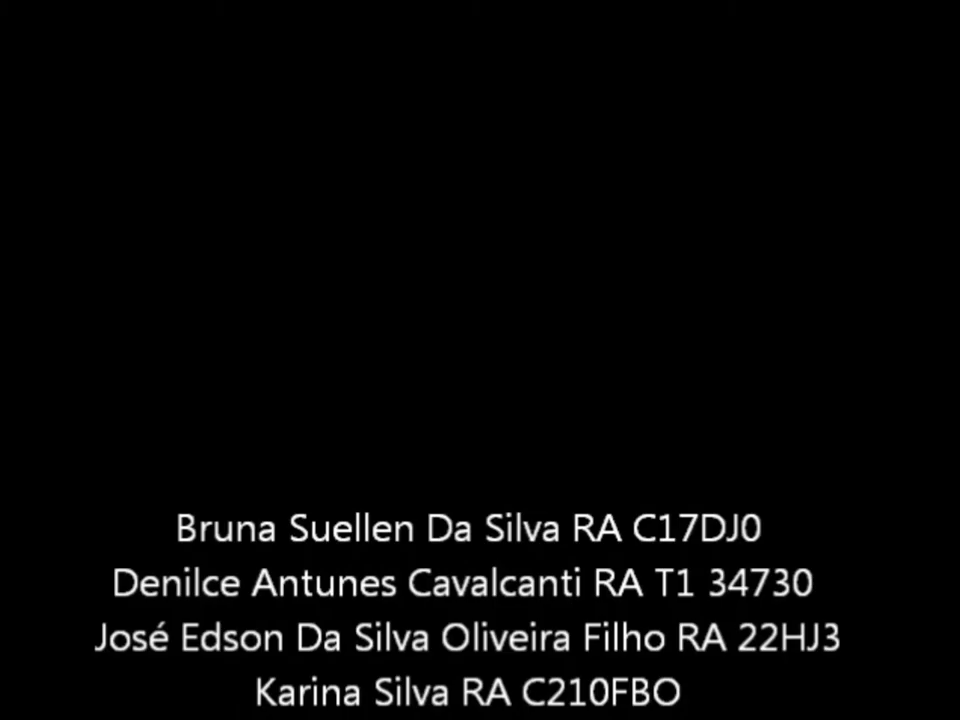 Bruna Suellen Da Silva RA C17DJ0
Denilce Antunes Cavalcanti RA T1 34730
José Edson Da Silva Oliveira Filho RA 22HJ3
Karina Silva RA C210FBO